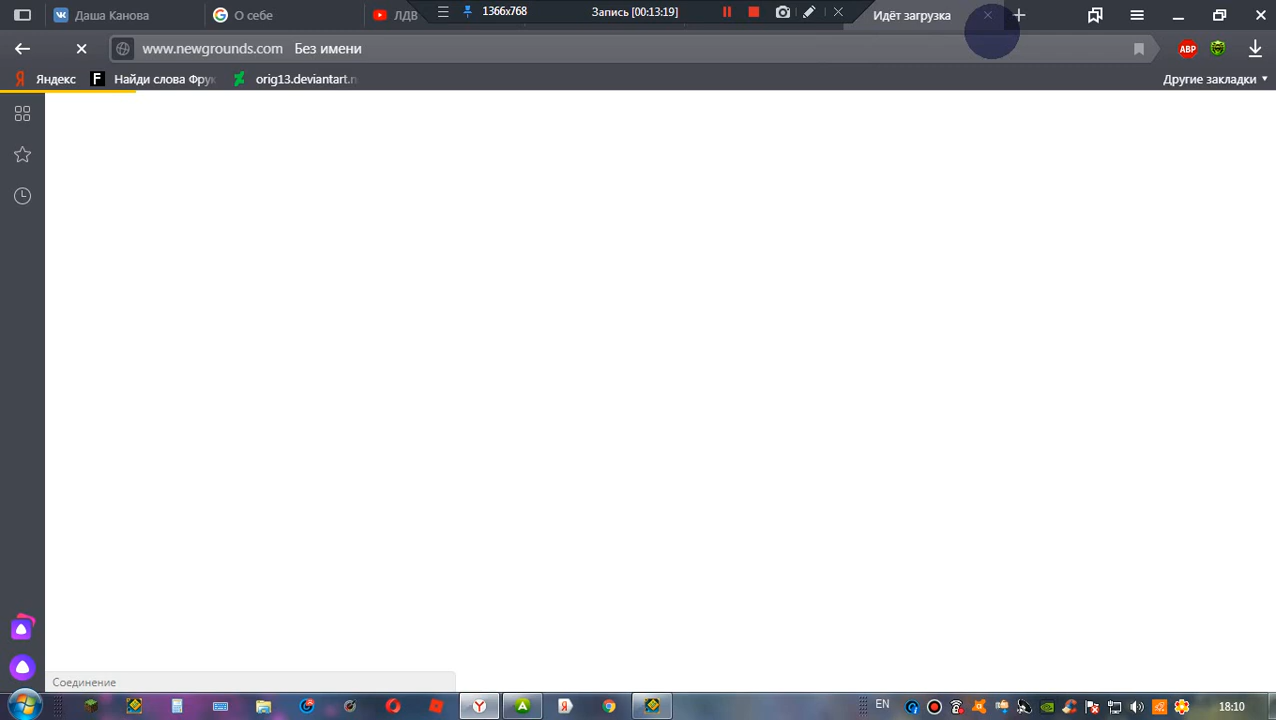 Даша Канова
О себе
ЛДВ
1366x768
Запись [00:13:19]
Идёт загрузка
www.newgrounds.com Без имени
ABP
Яндекс
Найди слова Фрук
orig13.deviantart.n
Другие закладки
Соединение
EN
18:10